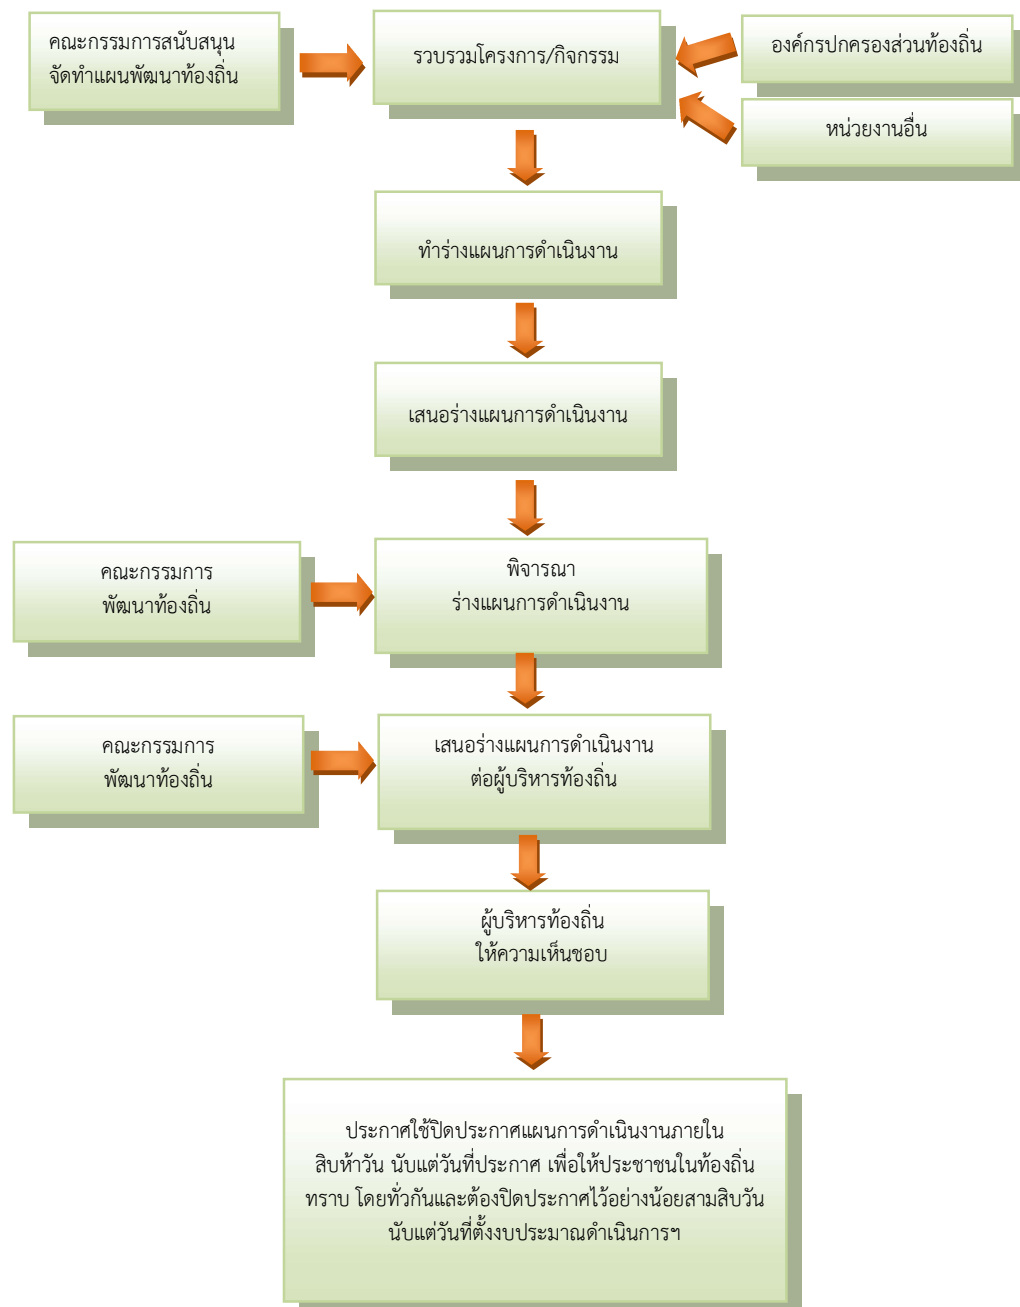 คณะกรรมการสนับสนุน
จัดทำแผนพัฒนาท้องถิ่น
รวบรวมโครงการ/กิจกรรม
องค์กรปกครองส่วนท้องถิ่น
หน่วยงานอื่น
ทำร่างแผนการดำเนินงาน
เสนอร่างแผนการดำเนินงาน
คณะกรรมการ
พัฒนาท้องถิ่น
พิจารณา
ร่างแผนการดำเนินงาน
คณะกรรมการ
พัฒนาท้องถิ่น
เสนอร่างแผนการดำเนินงาน
ต่อผู้บริหารท้องถิ่น
ผู้บริหารท้องถิ่น
ให้ความเห็นชอบ
ประกาศใช้ปิดประกาศแผนการดำเนินงานภายใน
สิบห้าวัน นับแต่วันที่ประกาศ เพื่อให้ประชาชนในท้องถิ่น
ทราบ โดยทั่วกันและต้องปิดประกาศไว้อย่างน้อยสามสิบวัน
นับแต่วันที่ตั้งงบประมาณดำเนินการฯ